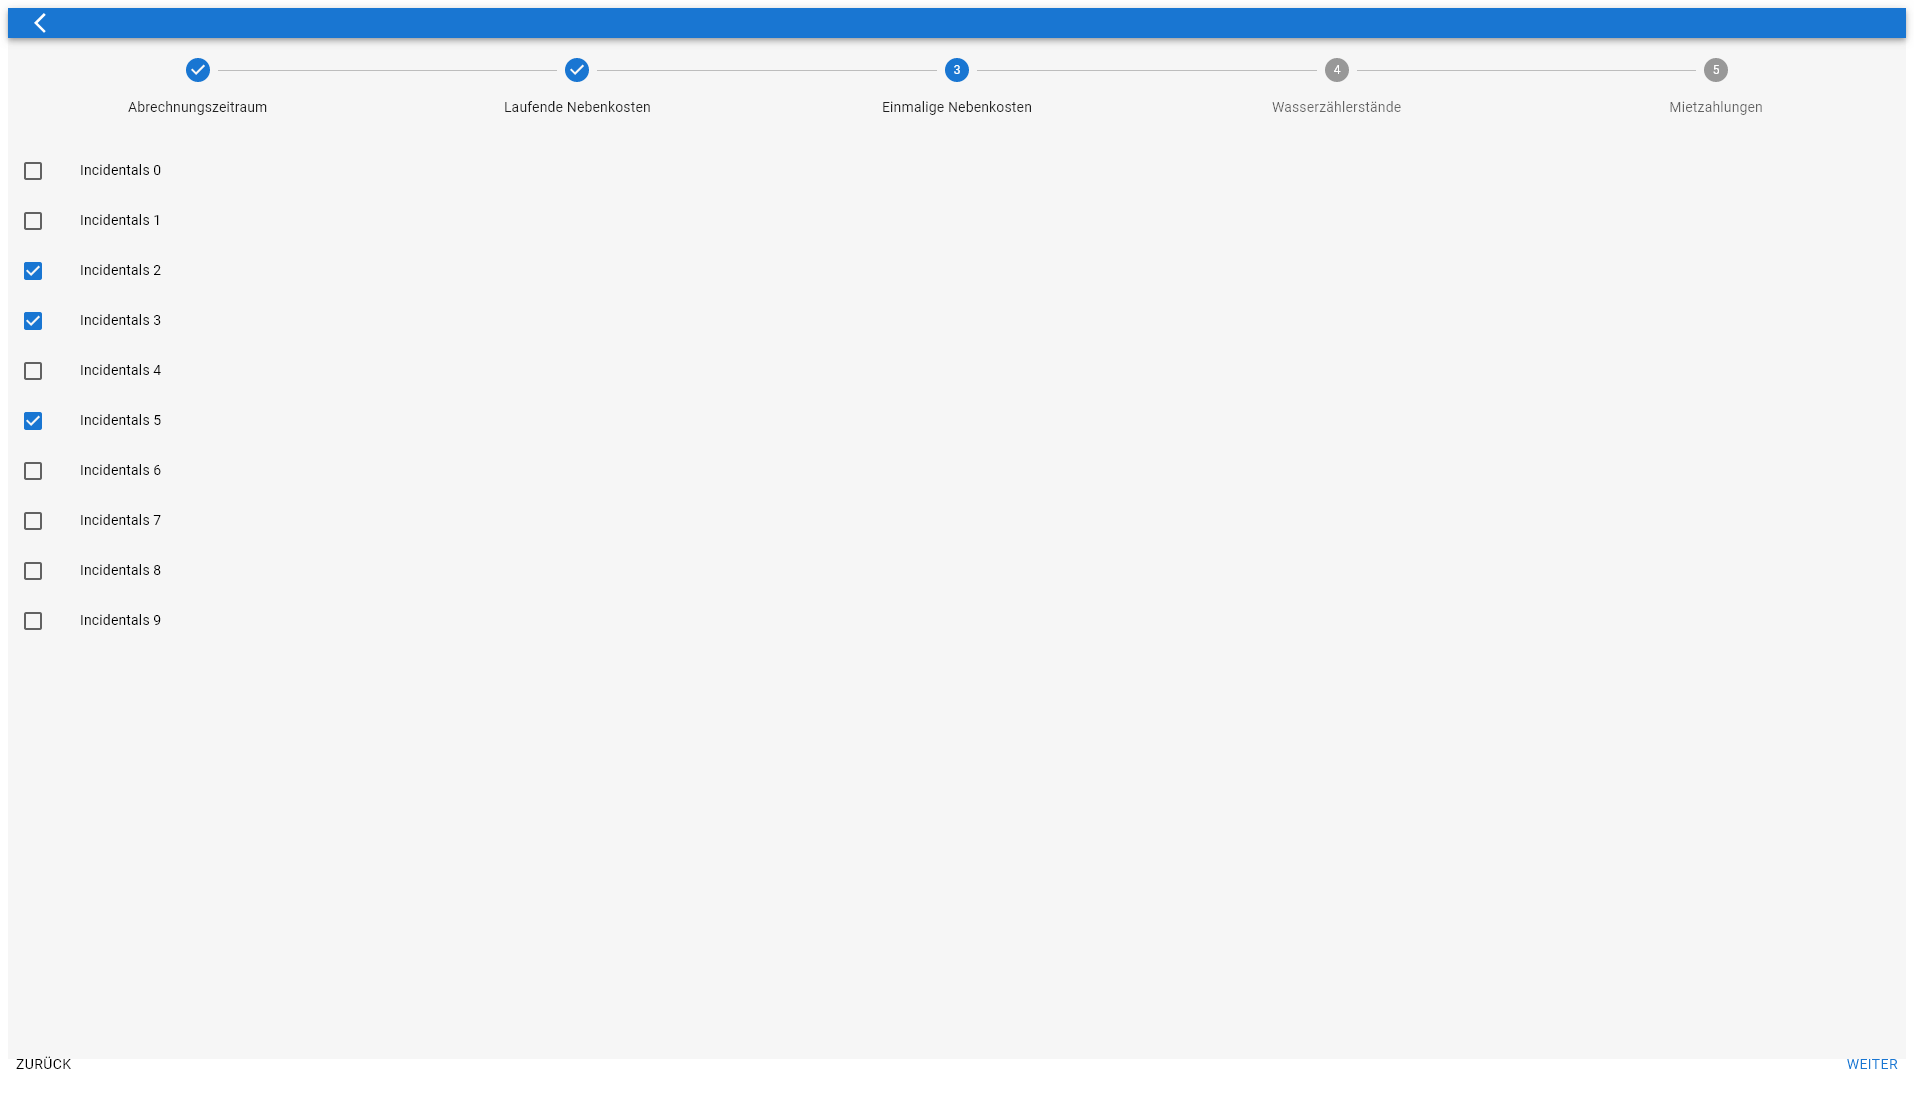 3
4
5
Abrechnungszeitraum
Laufende Nebenkosten
Einmalige Nebenkosten
Wasserzählerstände
Mietzahlungen
Incidentals 0
Incidentals 1
Incidentals 2
Incidentals 3
Incidentals 4
Incidentals 5
Incidentals 6
Incidentals 7
Incidentals 8
Incidentals 9
ZURÜCK
WEITER